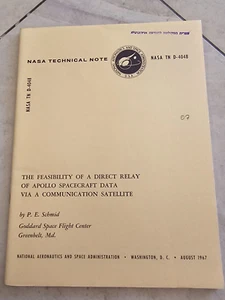 NASA TECHNICAL NOTE
NASA TN D-4048
NASA TN D-4048
THE FEASIBILITY OF A DIRECT RELAY
OF APOLLO SPACECRAFT DATA
VIA A COMMUNICATION SATELLITE
by P. E. Schmid
Goddard Space Flight Center
Greenbelt, Md.
NATIONAL AERONAUTICS AND SPACE ADMINISTRATION • WASHINGTON, D. C. • AUGUST 1967